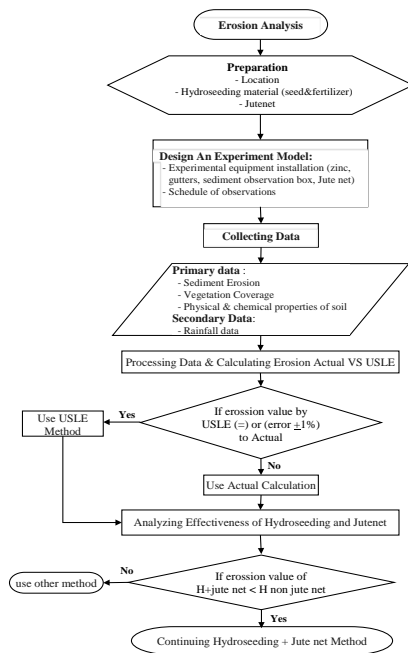 Erosion Analysis
Preparation
- Location
- Hydroseeding material (seed&fertilizer)
- Jutenet
Design An Experiment Model:
- Experimental equipment installation (zinc,
gutters, sediment observation box, Jute net)
- Schedule of observations
Collecting Data
Primary data :
- Sediment Erosion
- Vegetation Coverage
- Physical & chemical properties of soil
Secondary Data:
- Rainfall data
Processing Data & Calculating Erosion Actual VS USLE
If erossion value by
USLE (=) or (error ±1%)
to Actual
Yes
Use USLE
Method
No
Use Actual Calculation
Analyzing Effectiveness of Hydroseeding and Jutenet
If erossion value of
H+jute net < H non jute net
No
use other method
Yes
Continuing Hydroseeding + Jute net Method